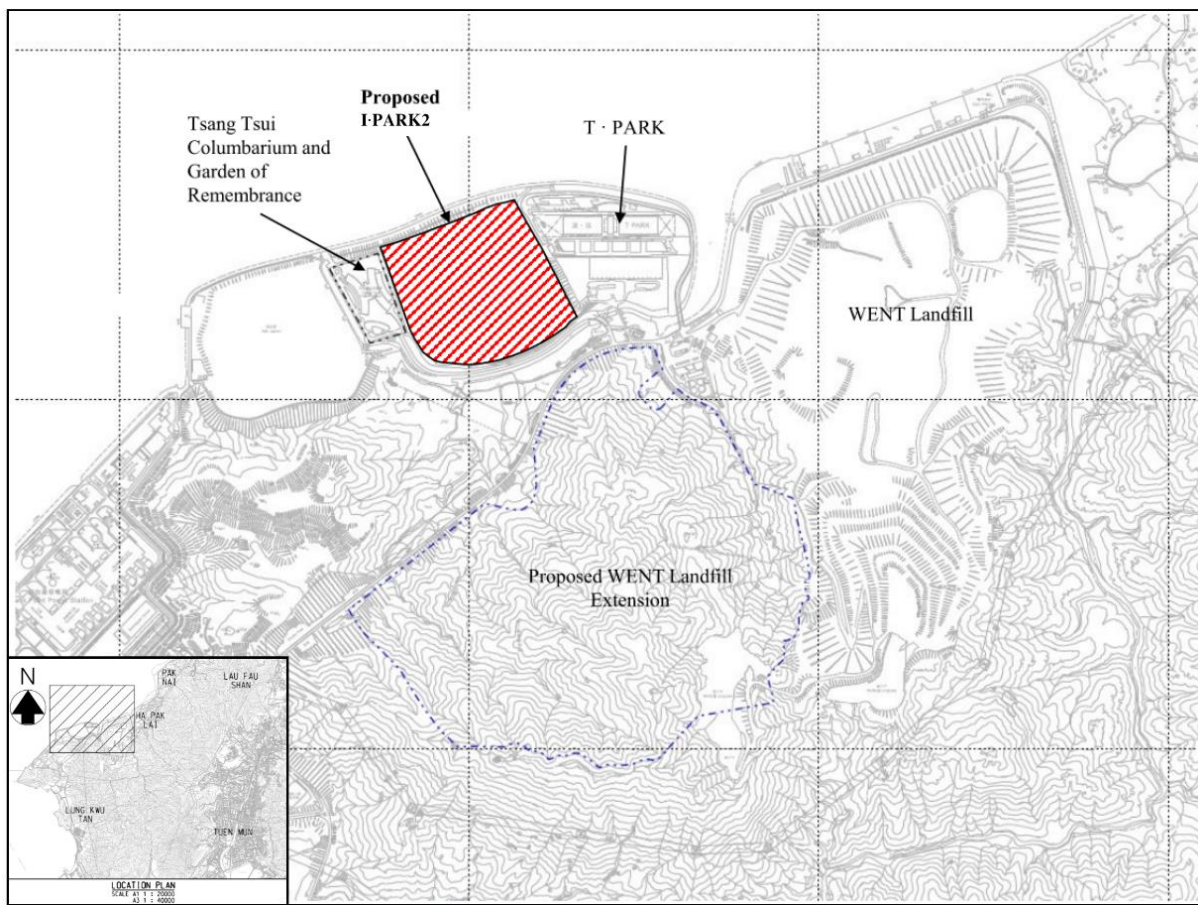 Proposed
I·PARK2
Tsang Tsui
Columbarium and
Garden of
Remembrance
T · PARK
T PARK
WENT Landfill
Proposed WENT Landfill
Extension
N
PAK
NAI
LAU FAU
SHAN
HA PAK
LAI
LUNG KWU
TAN
TUEN MUN
LOCATION PLAN
SCALE A1 1 : 20000
A3 1 : 40000